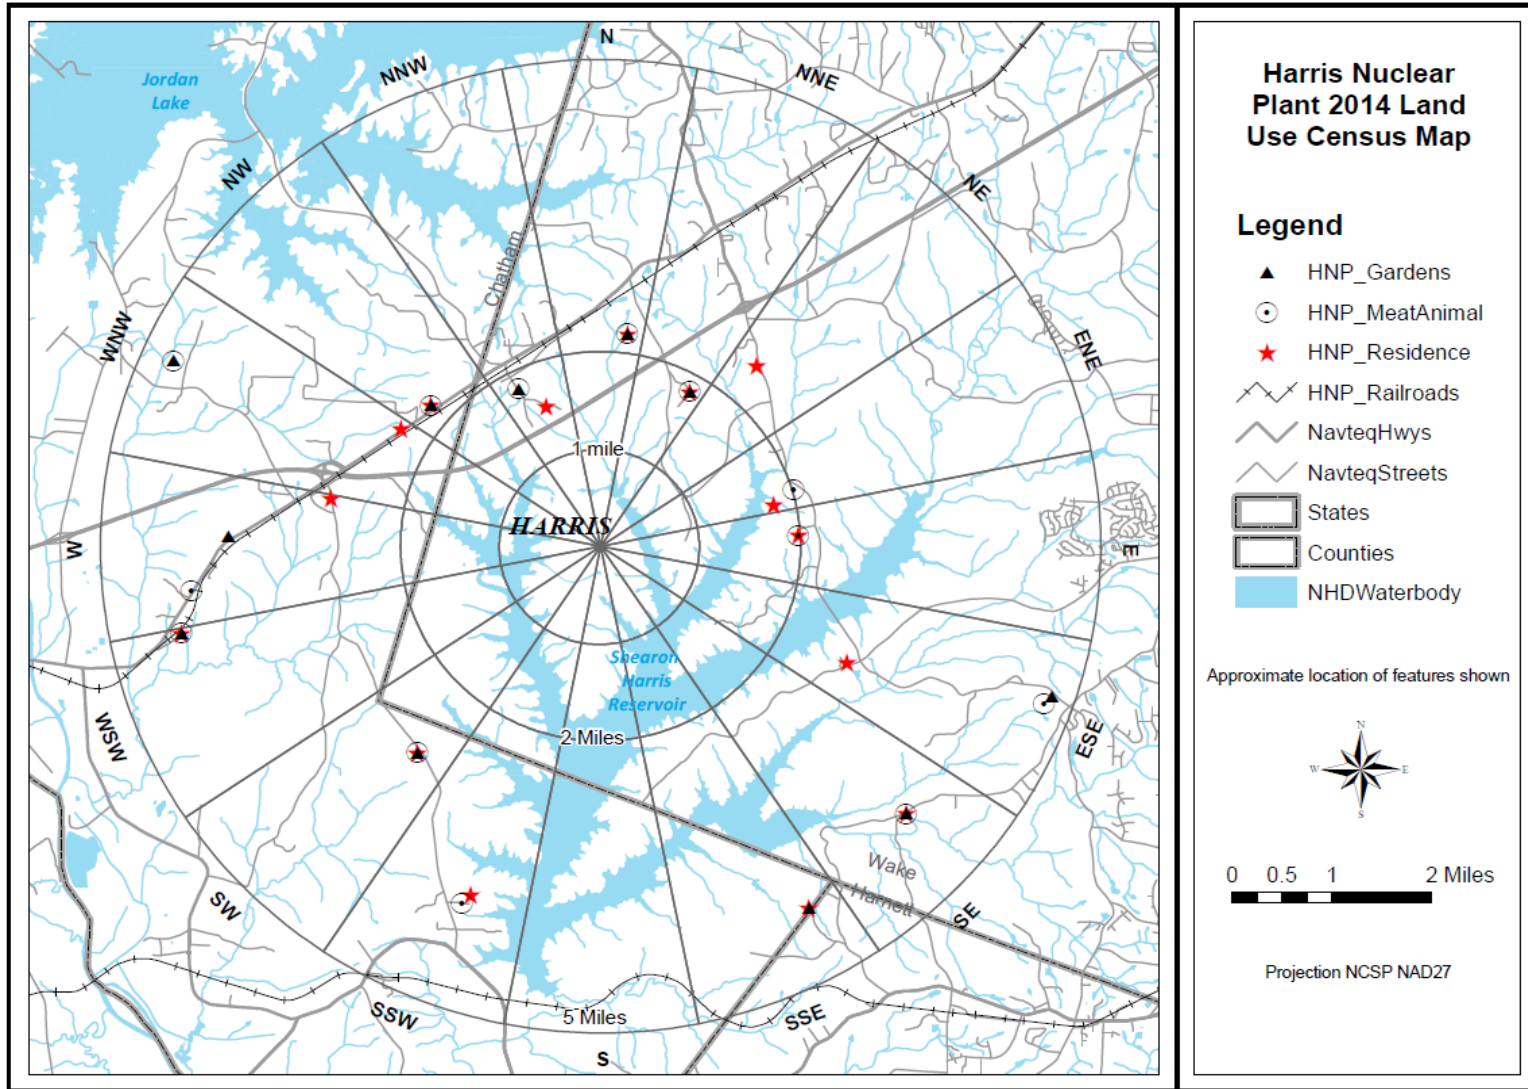 N
NNW
NNE
Jordan
Lake
NW
NE
Chatham
WNW
ENE
1 mile
HARRIS
W
E
Shearon
Harris
Reservoir
2 Miles
WSW
ESE
Wake
Harnett
SW
SE
5 Miles
SSW
SSE
S
Harris Nuclear
Plant 2014 Land
Use Census Map
Legend
HNP_Gardens
HNP_MeatAnimal
HNP_Residence
HNP_Railroads
NavteqHwys
NavteqStreets
States
Counties
NHDWaterbody
Approximate location of features shown
N
W E
S
0 0.5 1 2 Miles
Projection NCSP NAD27